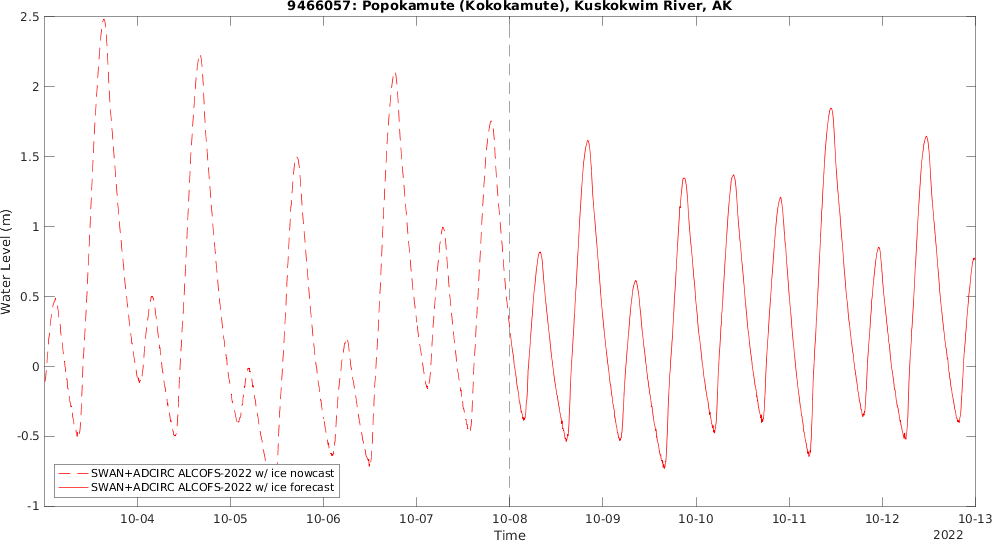 9466057: Popokamute (Kokokamute), Kuskokwim River, AK
2.5
2
1.5
1
0.5
0
-0.5
-1
Water Level (m)
SWAN+ADCIRC ALCOFS-2022 w/ ice nowcast
SWAN+ADCIRC ALCOFS-2022 w/ ice forecast
10-04 10-05 10-06 10-07 10-08 10-09 10-10 10-11 10-12 10-13
Time
2022